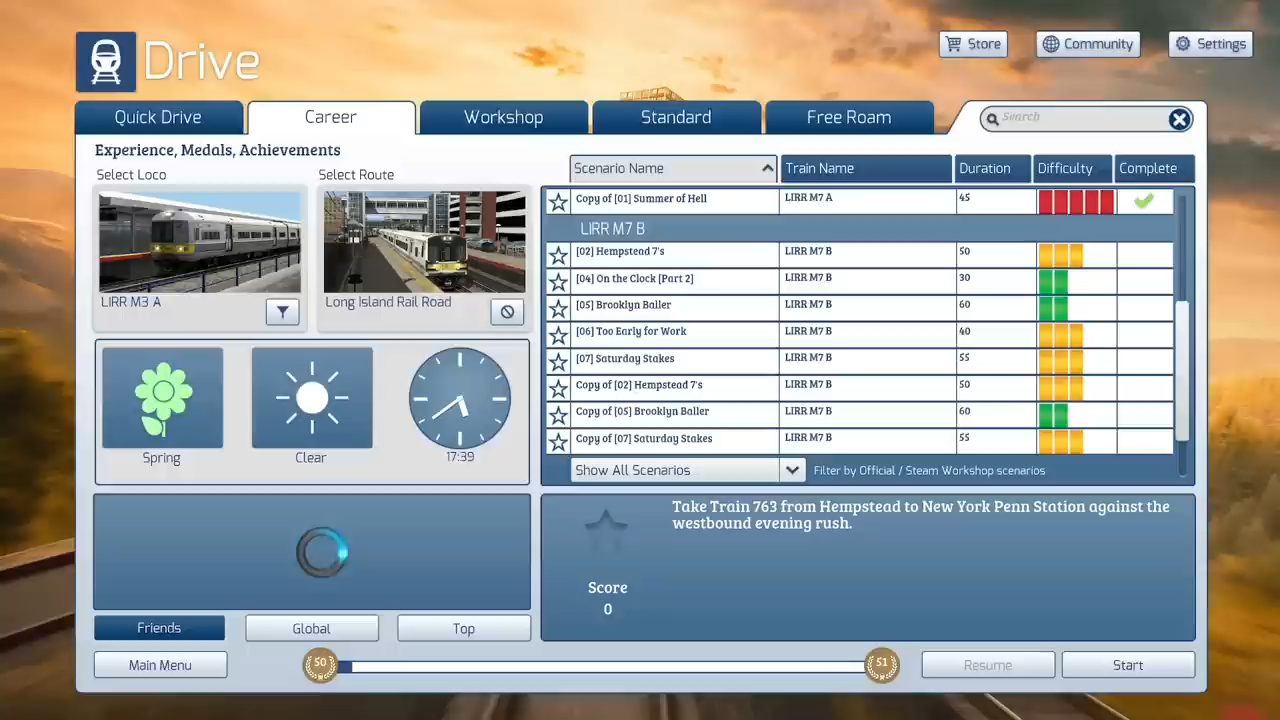 Drive
Store
Community
Settings
Quick Drive
Career
Workshop
Standard
Free Roam
Search
Experience, Medals, Achievements
Select Loco
Select Route
LIRR M3 A
Long Island Rail Road
Scenario Name
Train Name
Duration
Difficulty
Complete
Copy of [01] Summer of Hell LIRR M7 A 45
LIRR M7 B
[02] Hempstead 7's LIRR M7 B 50
[04] On the Clock [Part 2] LIRR M7 B 30
[05] Brooklyn Baller LIRR M7 B 60
[06] Too Early for Work LIRR M7 B 40
[07] Saturday Stakes LIRR M7 B 55
Copy of [02] Hempstead 7's LIRR M7 B 50
Copy of [05] Brooklyn Baller LIRR M7 B 60
Copy of [07] Saturday Stakes LIRR M7 B 55
Show All Scenarios
Filter by Official / Steam Workshop scenarios
Spring
Clear
17:39
Take Train 763 from Hempstead to New York Penn Station against the
westbound evening rush.
Score
0
Friends
Global
Top
Main Menu
50
51
Resume
Start